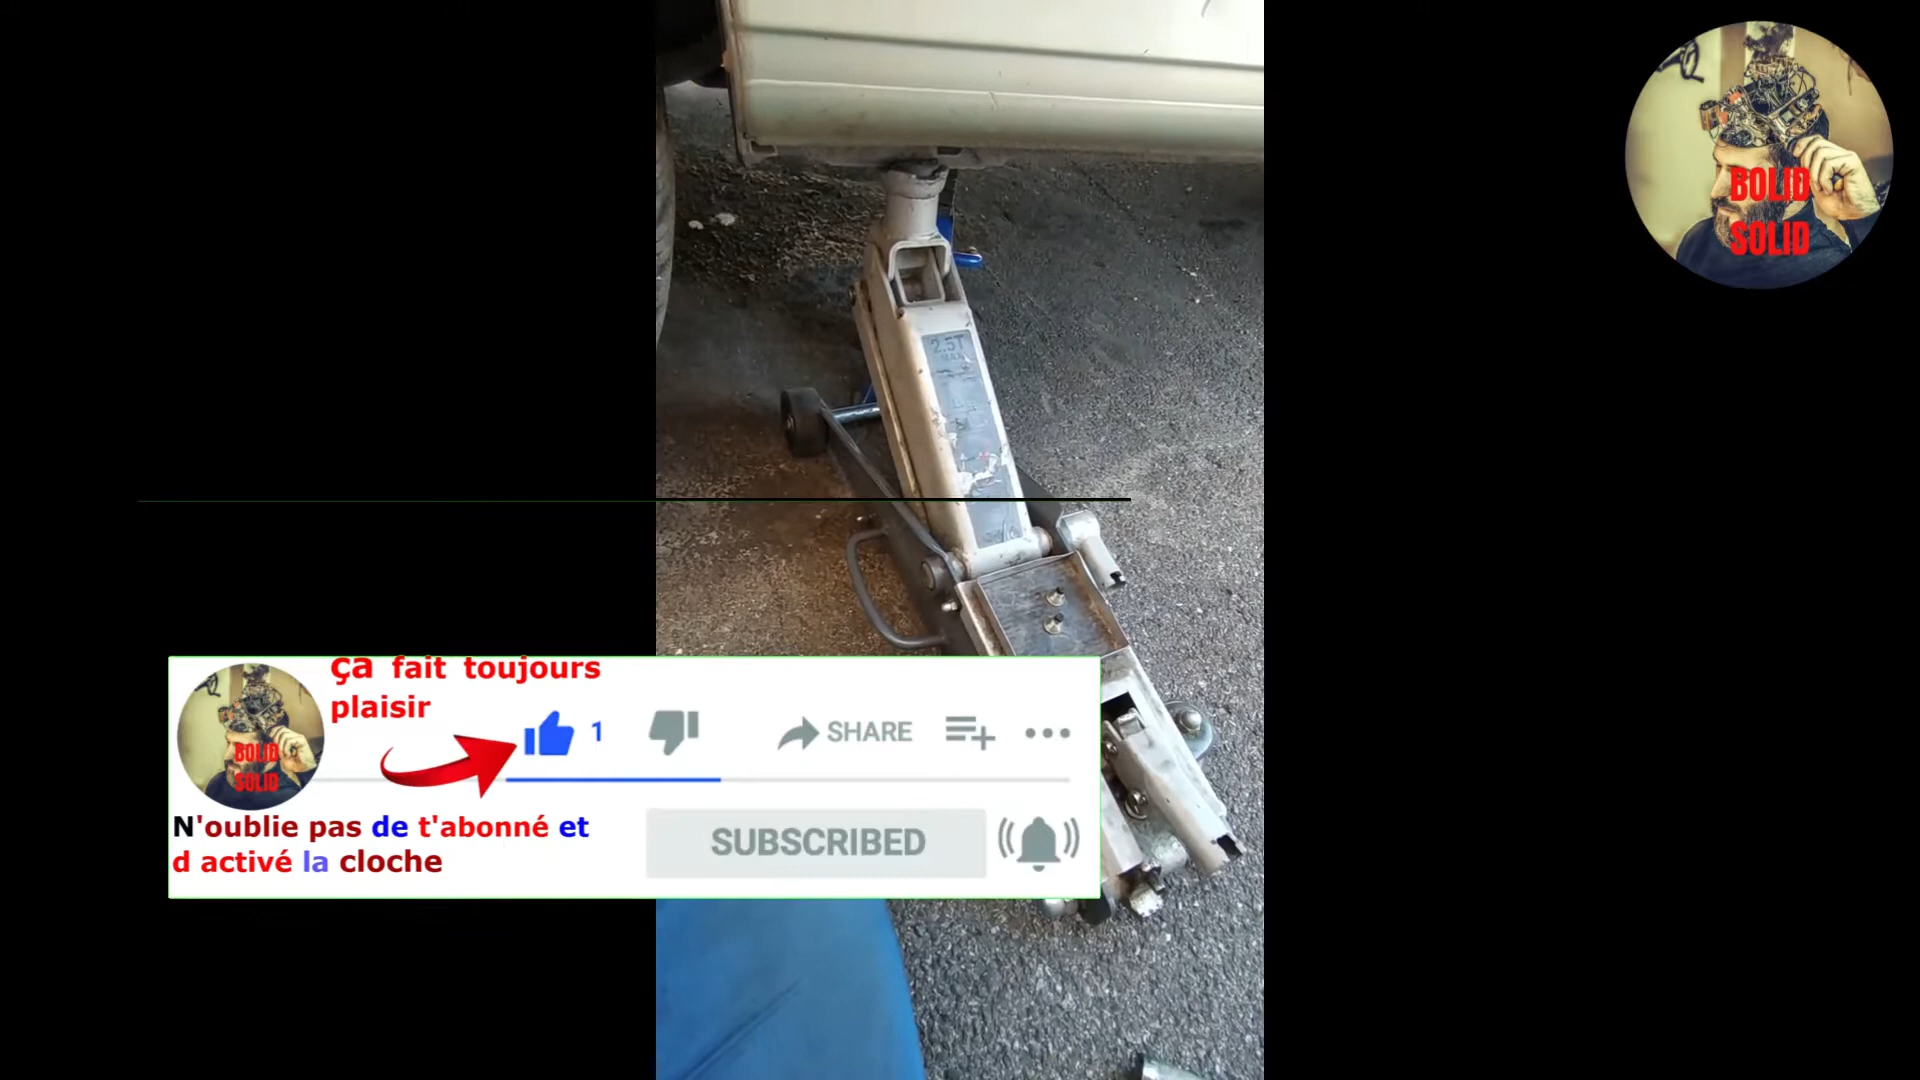 BOLID
SOLID
2.5T
MAX
ça fait toujours
plaisir
1
SHARE
BOLID
SOLID
N'oublie pas de t'abonné et
d activé la cloche
SUBSCRIBED